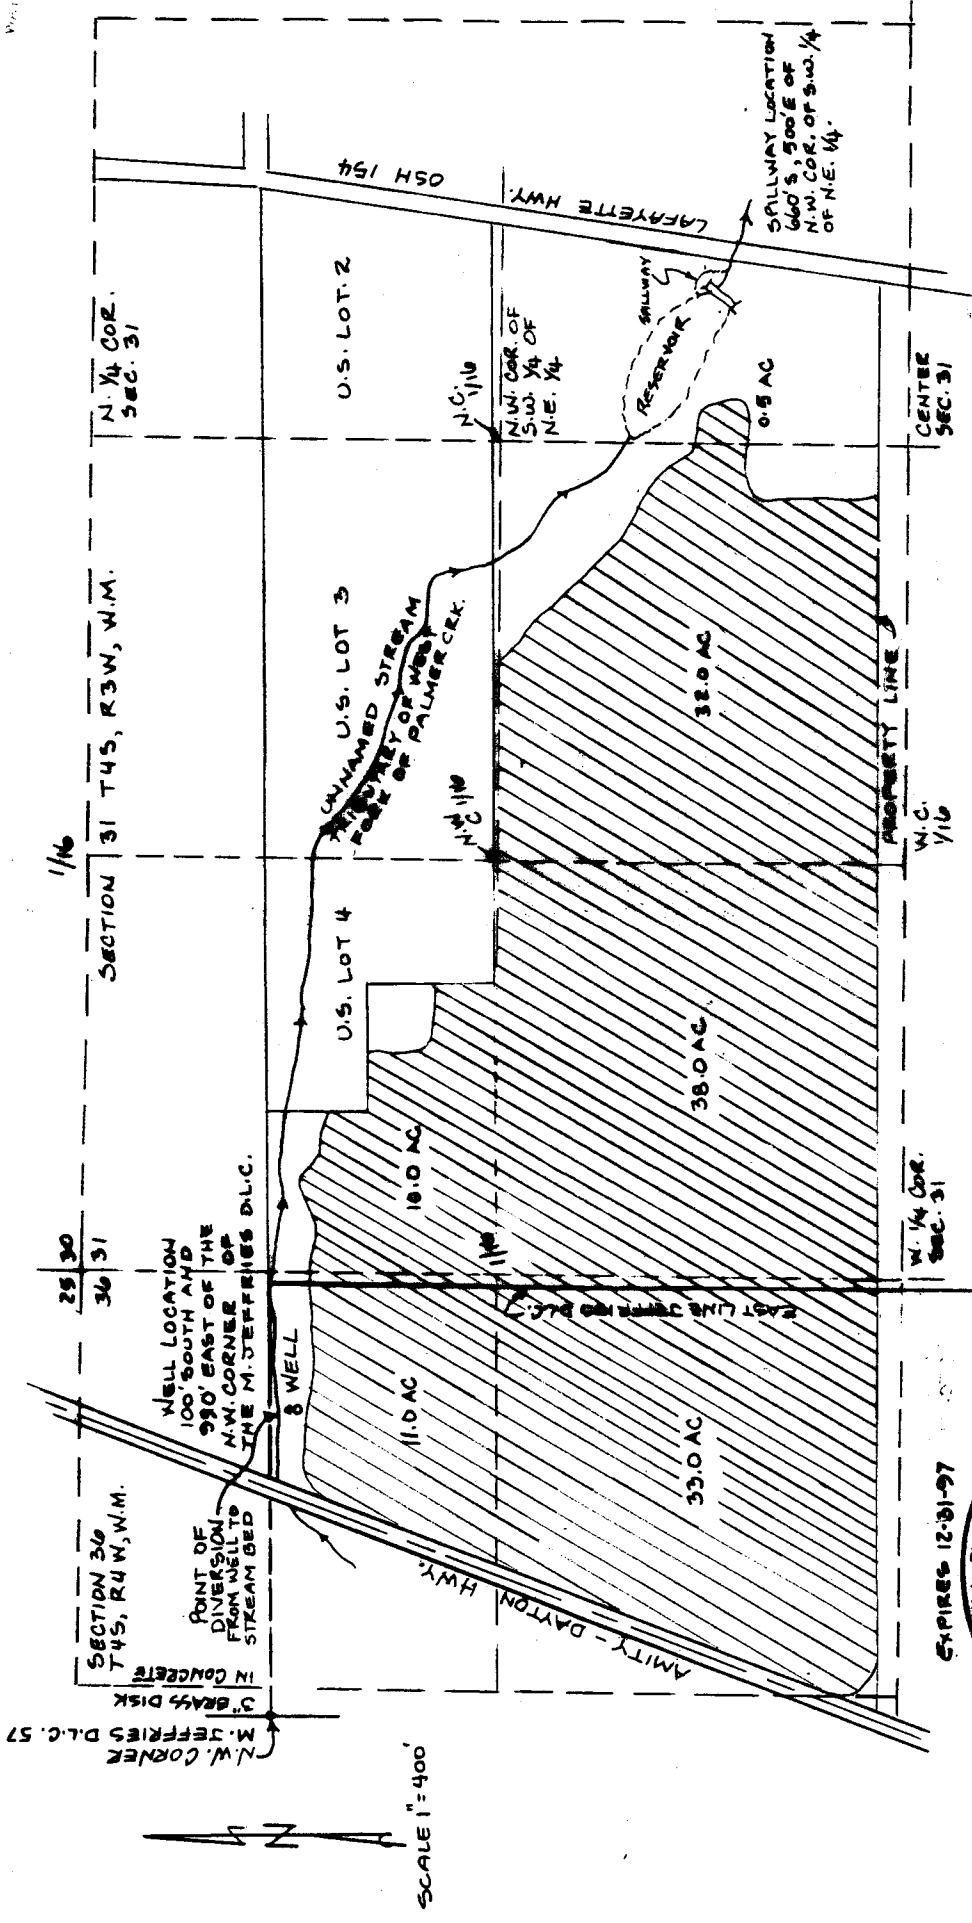 SECTION 36
T4S, R4W, W.M.
25 30
36 31
SECTION 31 T4S, R3W, W.M.
1/16
N. 1/4 COR.
SEC. 31
N.W. CORNER
M. JEFFRIES D.L.C. 57
3" BRASS DISK
IN CONCRETE
POINT OF
DIVERSION
FROM WELL TO
STREAM BED
WELL LOCATION
100' SOUTH AND
990' EAST OF THE
N.W. CORNER OF
THE M. JEFFRIES D.L.C.
WELL
U.S. LOT 4
U.S. LOT 3
U.S. LOT 2
UNNAMED STREAM
TRIBUTARY OF WEST
FORK OF PALMER CRK.
OSH 154
LAFAYETTE HWY.
N.W. 1/16
C
N.C.
1/16
N.W. COR. OF
S.W. 1/4 OF
N.E. 1/4
1/16
11.0 AC
10.0 AC
EAST LINE JEFFRIES D.L.C.
RESERVOIR
SPILLWAY
SPILLWAY LOCATION
660'S, 500'E OF
N.W. COR. OF S.W. 1/4
OF N.E. 1/4.
AMITY - DAYTON
HWY.
33.0 AC
38.0 AC
32.0 AC
0.5 AC
PROPERTY LINE
W. 1/4 COR.
SEC. 31
W.C.
1/16
CENTER
SEC. 31
SCALE 1"=400'
EXPIRES 12-31-97